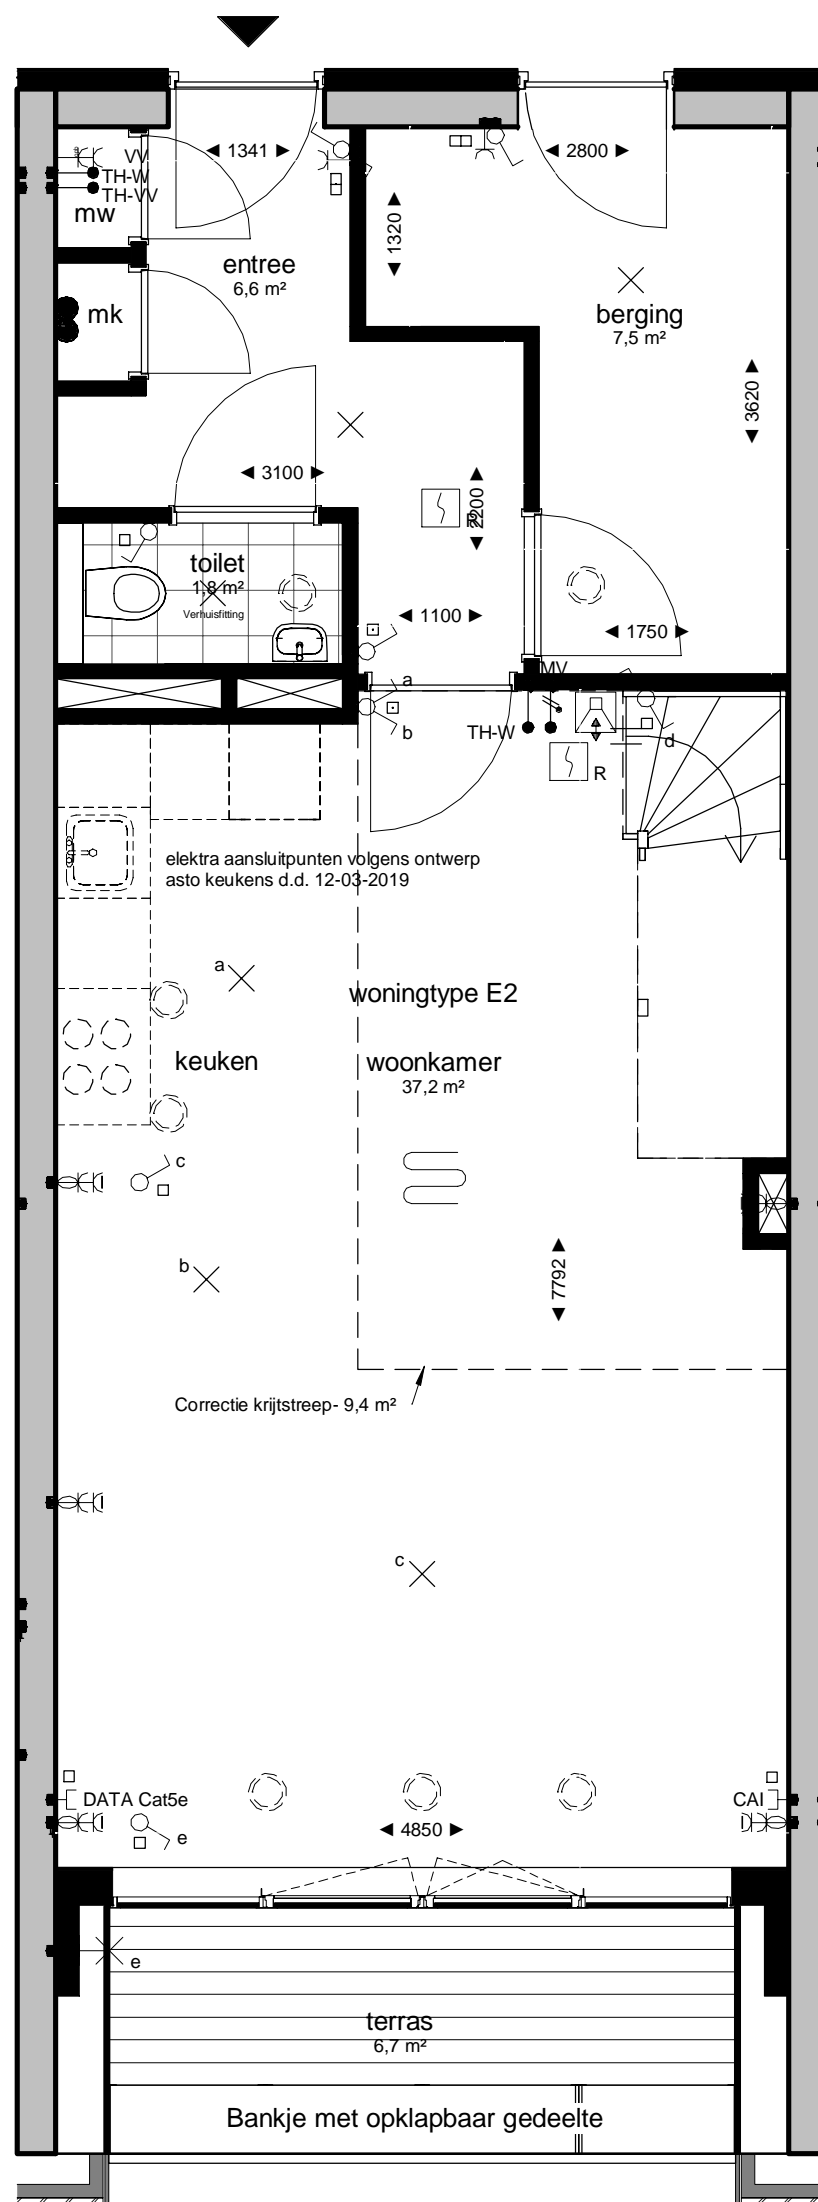 VV
TH-W
TH-VV
mw
◄ 1341 ►
◄ 2800 ►
◄ 1320 ►
entree
6,6 m²
mk
berging
7,5 m²
◄ 3620 ►
◄ 3100 ►
◄ 2200 ►
R
toilet
1,8 m²
Verhuisfitting
◄ 1100 ►
◄ 1750 ►
a
b
MV
TH-W
d
R
elektra aansluitpunten volgens ontwerp
asto keukens d.d. 12-03-2019
a
woningtype E2
keuken
woonkamer
37,2 m²
c
b
◄ 7792 ►
Correctie krijtstreep- 9,4 m²
c
DATA Cat5e
CAI
e
◄ 4850 ►
e
terras
6,7 m²
Bankje met opklapbaar gedeelte